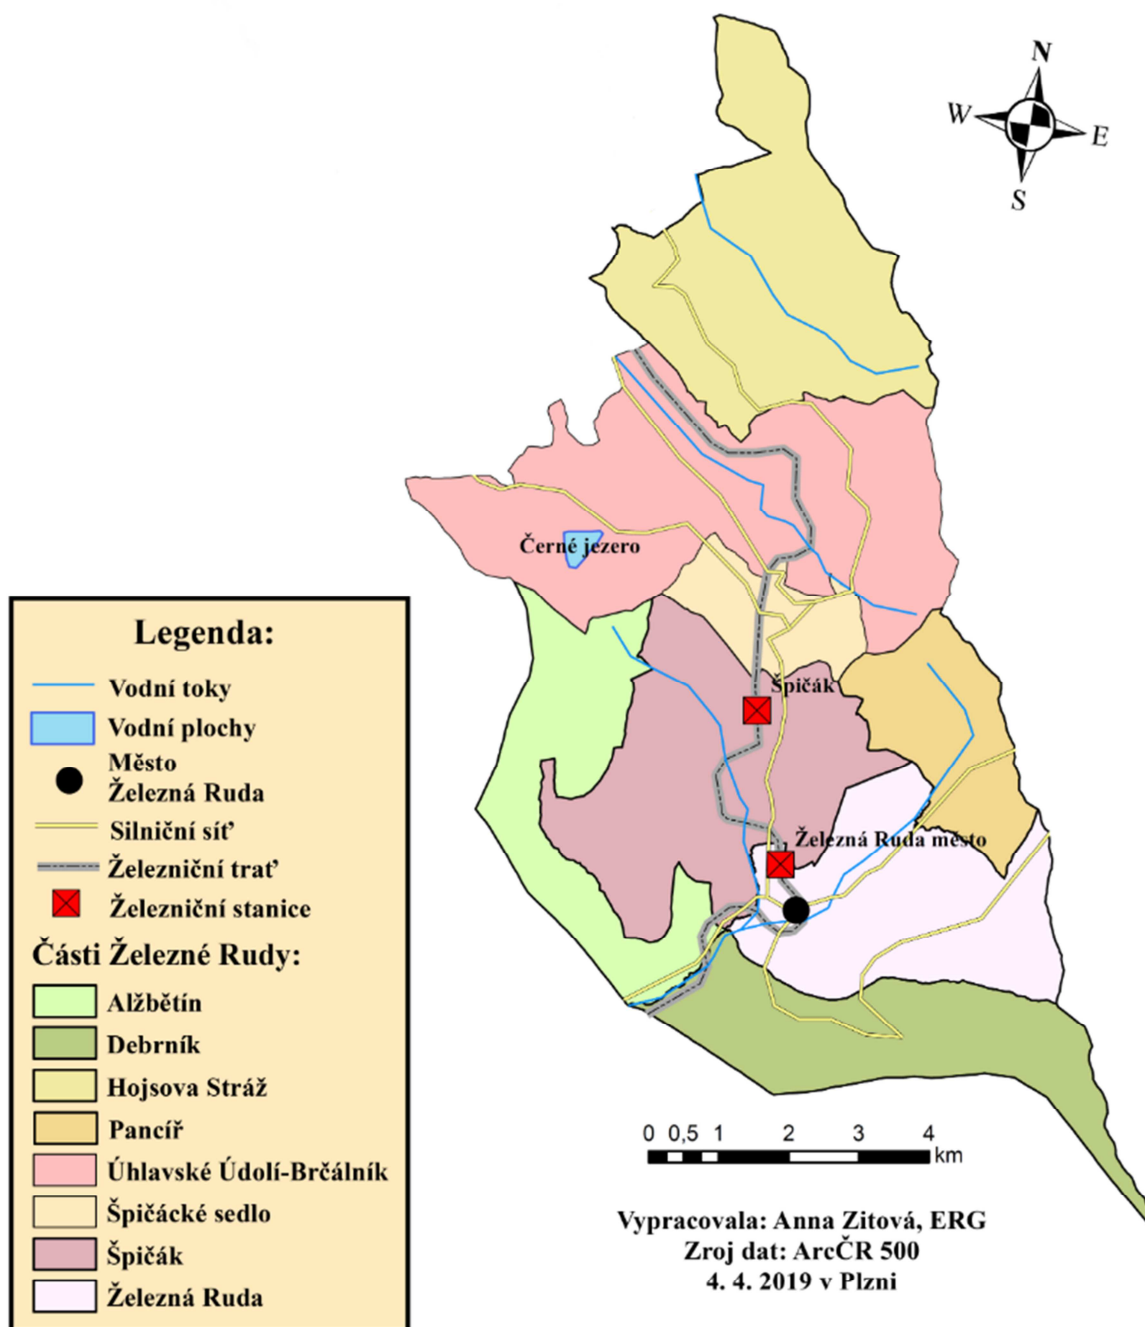 N
W
E
S
Černé jezero
Špičák
Železná Ruda město
Legenda:
Vodní toky
Vodní plochy
Město
Železná Ruda
Silniční síť
Železniční trať
Železniční stanice
Části Železné Rudy:
Alžbětín
Debrník
Hojsova Stráž
Pancíř
Úhlavské Údolí-Brčálník
Špičácké sedlo
Špičák
Železná Ruda
0 0,5 1 2 3 4
km
Vypracovala: Anna Zitová, ERG
Zroj dat: ArcČR 500
4. 4. 2019 v Plzni